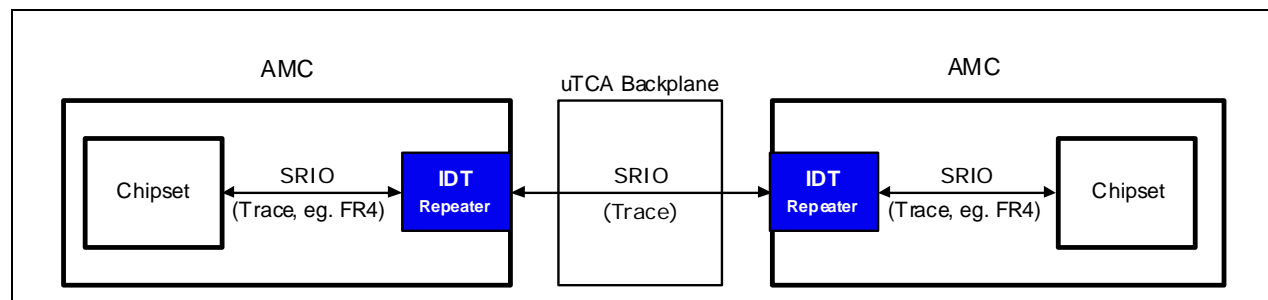 AMC
uTCA Backplane
AMC
Chipset
SRIO
(Trace, eg. FR4)
IDT
Repeater
SRIO
(Trace)
IDT
Repeater
SRIO
(Trace, eg. FR4)
Chipset